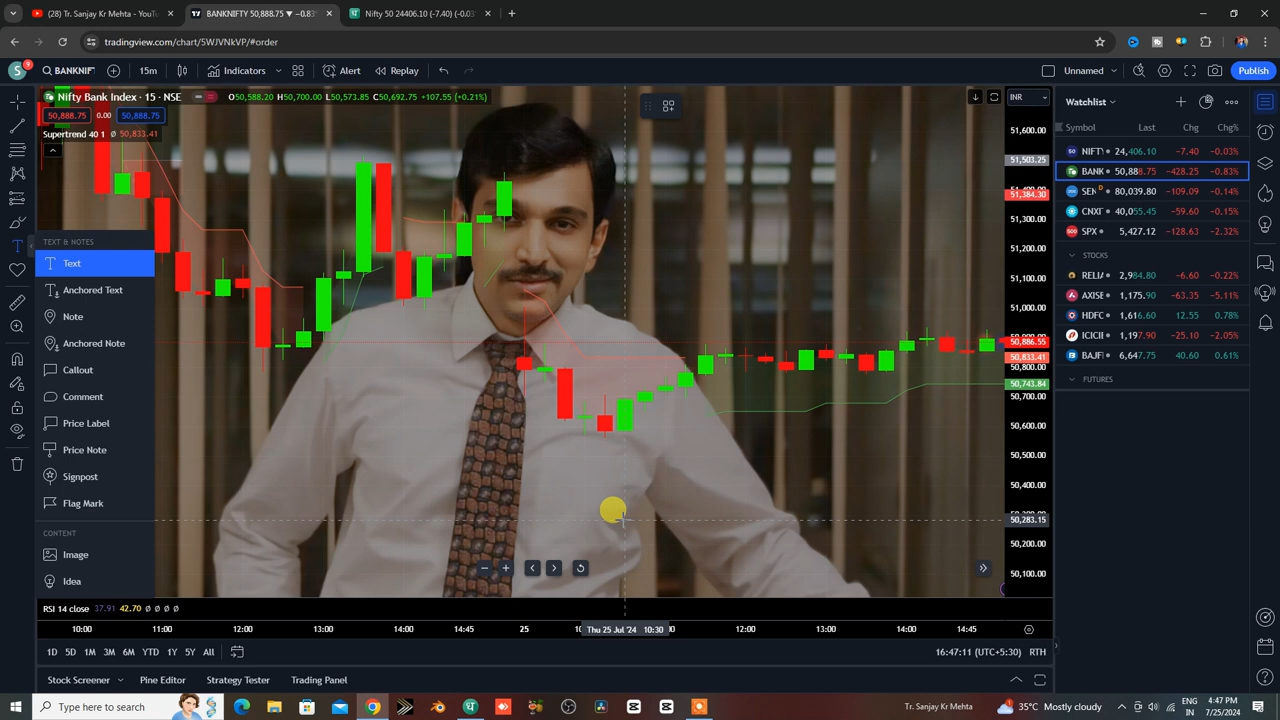 (28) Tr. Sanjay Kr Mehta - YouTu
BANKNIFTY 50,888.75 ▼ −0.83%
Nifty 50 24406.10 (-7.40) (-0.03
tradingview.com/chart/5WJVNkVP/#order
S 9
BANKNIFT
15m
Indicators
Alert
Replay
Unnamed
Publish
Nifty Bank Index · 15 · NSE
O50,588.20 H50,700.00 L50,573.85 C50,692.75 +107.55 (+0.21%)
50,888.75 0.00 50,888.75
Supertrend 40 1 Ø 50,833.41
INR
51,600.00
51,503.25
51,384.30
51,300.00
51,200.00
51,100.00
51,000.00
50,886.55
50,833.41
50,800.00
50,743.84
50,700.00
50,600.00
50,500.00
50,400.00
50,283.15
50,200.00
50,100.00
TEXT & NOTES
Text
Anchored Text
Note
Anchored Note
Callout
Comment
Price Label
Price Note
Signpost
Flag Mark
CONTENT
Image
Idea
Watchlist
Symbol Last Chg Chg%
NIFTY 24,406.10 −7.40 −0.03%
BANK 50,888.75 −428.25 −0.83%
SEN D 80,039.80 −109.09 −0.14%
CNXT 40,055.45 −59.60 −0.15%
SPX 5,427.12 −128.63 −2.32%
STOCKS
RELIA 2,984.80 −6.60 −0.22%
AXISE 1,175.90 −63.35 −5.11%
HDFC 1,616.60 12.55 0.78%
ICICIE 1,197.90 −25.10 −2.05%
BAJF 6,647.75 40.60 0.61%
FUTURES
RSI 14 close 37.91 42.70 Ø Ø Ø Ø
10:00 11:00 12:00 13:00 14:00 14:45 25 Thu 25 Jul '24 10:30 12:00 13:00 14:00 14:45
1D 5D 1M 3M 6M YTD 1Y 5Y All
16:47:11 (UTC+5:30) RTH
Stock Screener
Pine Editor
Strategy Tester
Trading Panel
Type here to search
Tr. Sanjay Kr Mehta
35°C Mostly cloudy
ENG
IN
4:47 PM
7/25/2024